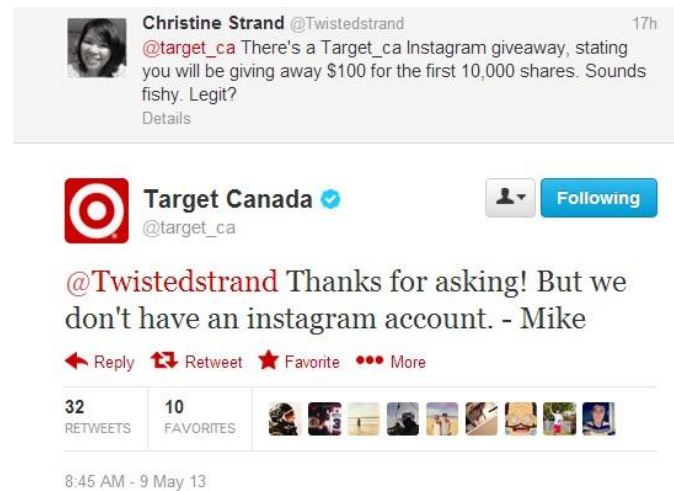 Christine Strand @Twistedstrand 17h
@target_ca There's a Target_ca Instagram giveaway, stating
you will be giving away $100 for the first 10,000 shares. Sounds
fishy. Legit?
Details
Target Canada
Following
@target_ca
@Twistedstrand Thanks for asking! But we
don't have an instagram account. - Mike
Reply Retweet Favorite More
32 10
RETWEETS FAVORITES
8:45 AM - 9 May 13